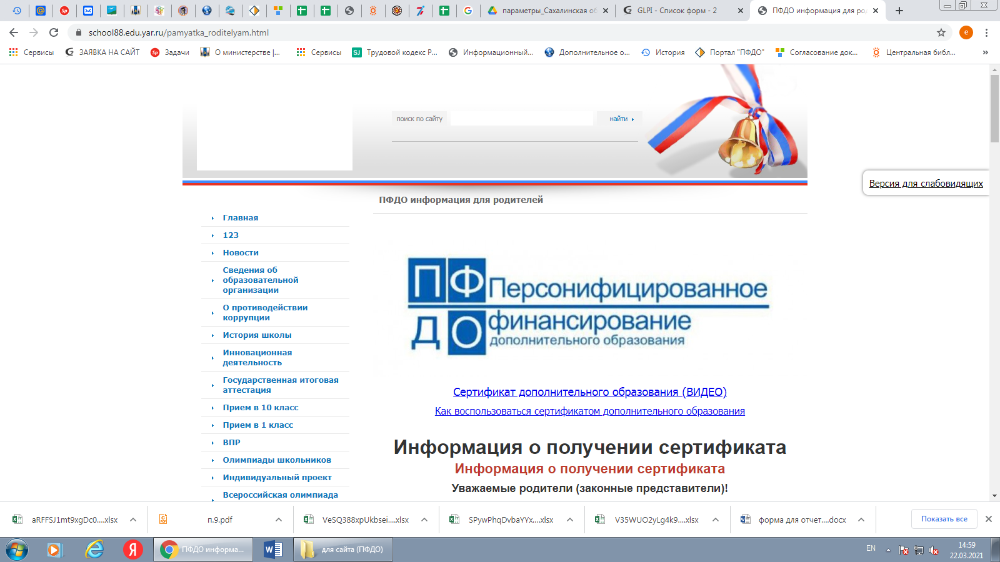 параметры_Сахалинская об
GLPI - Список форм - 2
ПФДО информация для род
school88.edu.yar.ru/pamyatka_roditelyam.html
e
Сервисы
ЗАЯВКА НА САЙТ
Sp
Задачи
О министерстве |...
Сервисы
SJ
Трудовой кодекс Р...
Информационный...
Дополнительное о...
История
Портал "ПФДО"
Согласование док...
Центральная библ...
»
поиск по сайту
найти
Версия для слабовидящих
ПФДО информация для родителей
Главная
123
Новости
Сведения об
образовательной
организации
О противодействии
коррупции
История школы
Инновационная
деятельность
Государственная итоговая
аттестация
Прием в 10 класс
Прием в 1 класс
ВПР
Олимпиады школьников
Индивидуальный проект
Всероссийская олимпиада
ПФ Персонифицированное
ДО финансирование
дополнительного образования
Сертификат дополнительного образования (ВИДЕО)
Как воспользоваться сертификатом дополнительного образования
Информация о получении сертификата
Информация о получении сертификата
Уважаемые родители (законные представители)!
aRFFSJ1mt9xgDc0....xlsx
п.9.pdf
VeSQ388xpUkbsei....xlsx
SPywPhqDvbaYYx....xlsx
V35WUO2yLg4k9....xlsx
форма для отчет....docx
Показать все
Я
ПФДО информа...
для сайта (ПФДО)
EN
14:59
22.03.2021